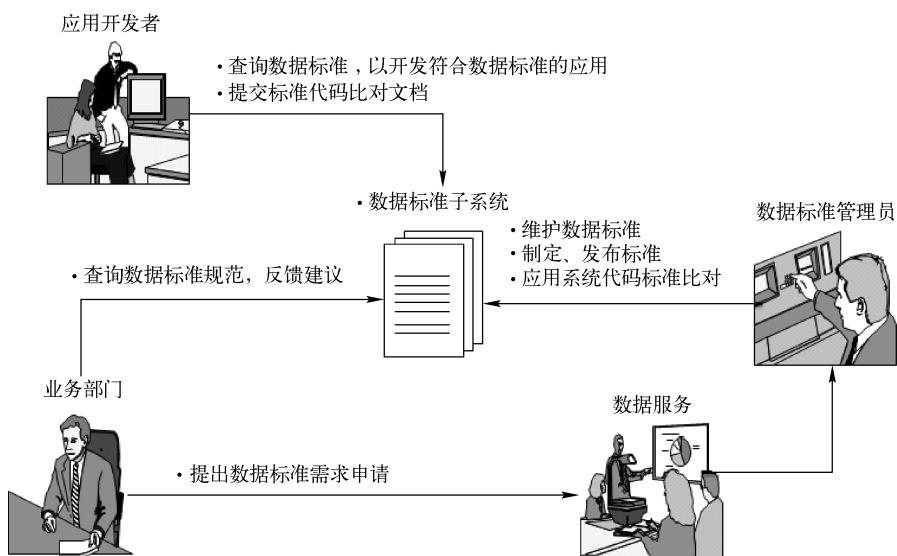 应用开发者
·查询数据标准，以开发符合数据标准的应用
·提交标准代码比对文档
·数据标准子系统
数据标准管理员
·维护数据标准
·制定、发布标准
·应用系统代码标准比对
·查询数据标准规范，反馈建议
业务部门
数据服务
·提出数据标准需求申请